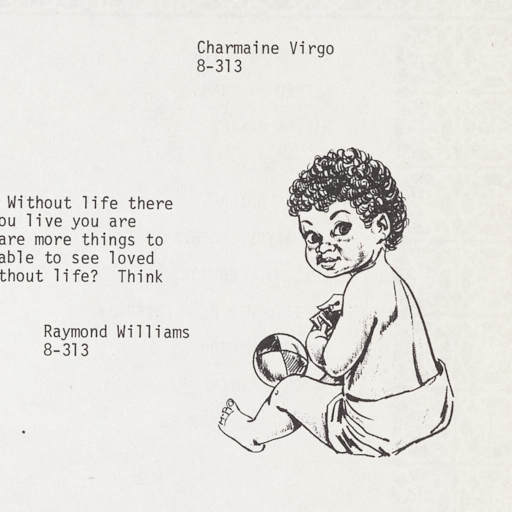 Charmaine Virgo
8-313
Without life there
ou live you are
are more things to
able to see loved
thout life?  Think
Raymond Williams
8-313